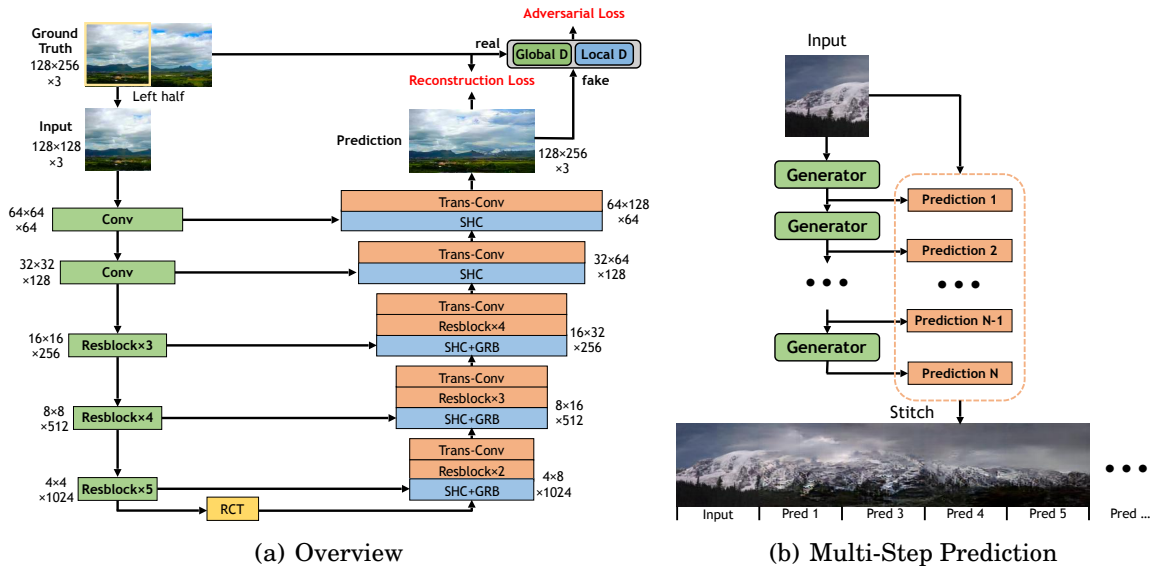 Adversarial Loss
Ground
Truth
128×256
×3
real
Global D
Local D
fake
Reconstruction Loss
Left half
Input
128×128
×3
Prediction
128×256
×3
64×64
×64
Conv
Trans-Conv
SHC
64×128
×64
32×32
×128
Conv
Trans-Conv
SHC
32×64
×128
16×16
×256
Resblock×3
Trans-Conv
Resblock×4
SHC+GRB
16×32
×256
8×8
×512
Resblock×4
Trans-Conv
Resblock×3
SHC+GRB
8×16
×512
4×4
×1024
Resblock×5
Trans-Conv
Resblock×2
SHC+GRB
4×8
×1024
RCT
(a) Overview
Input
Generator
Prediction 1
Generator
Prediction 2
Prediction N-1
Generator
Prediction N
Stitch
Input
Pred 1
Pred 3
Pred 4
Pred 5
Pred ...
(b) Multi-Step Prediction